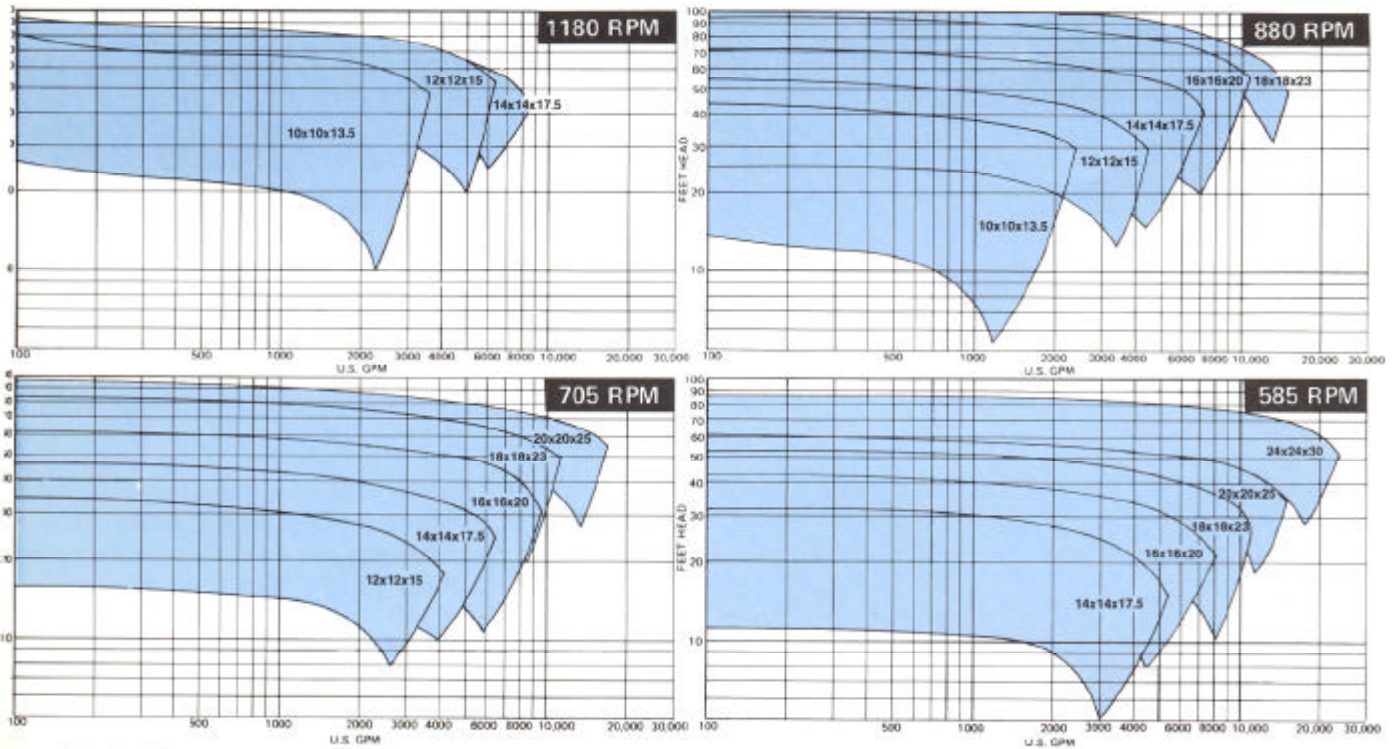 1180 RPM
12x12x15
14x14x17.5
10x10x13.5
100 500 1000 2000 3000 4000 6000 8000 10,000 20,000 30,000
U.S. GPM
880 RPM
100
90
80
70
60
50
40
30
20
10
FEET HEAD
16x16x20
18x18x23
14x14x17.5
12x12x15
10x10x13.5
100 500 1000 2000 3000 4000 6000 8000 10,000 20,000 30,000
U.S. GPM
705 RPM
20x20x25
18x18x23
16x16x20
14x14x17.5
12x12x15
10
100 500 1000 2000 3000 4000 6000 8000 10,000 20,000 30,000
U.S. GPM
585 RPM
100
90
80
70
60
50
40
30
20
10
FEET HEAD
24x24x30
20x20x25
18x18x23
16x16x20
14x14x17.5
100 500 1000 2000 3000 4000 6000 8000 10,000 20,000 30,000
U.S. GPM